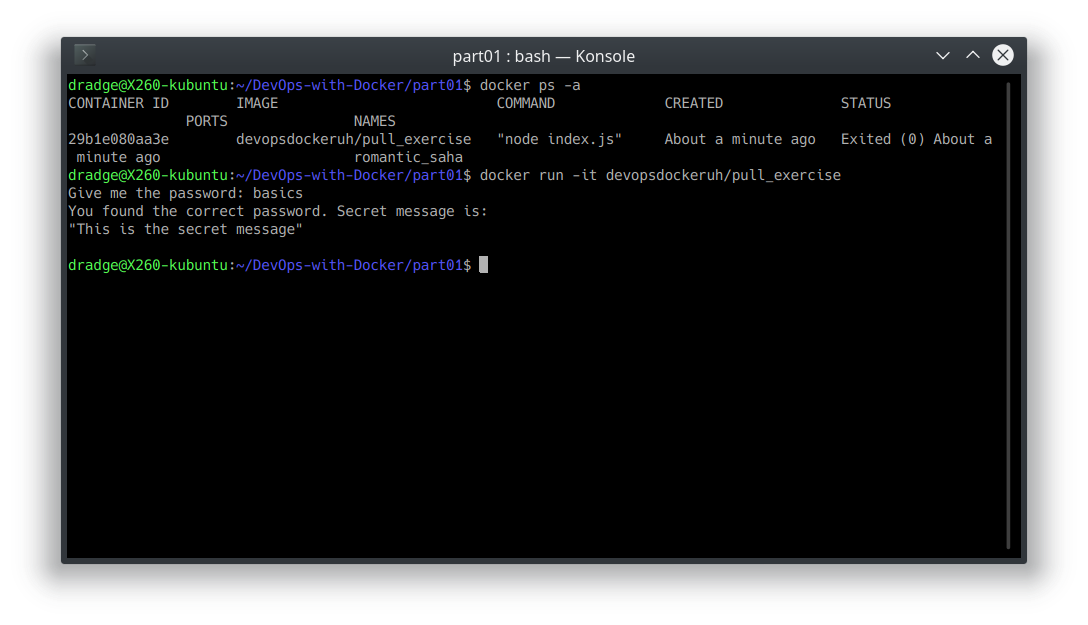 part01 : bash — Konsole
dradge@X260-kubuntu:~/DevOps-with-Docker/part01$ docker ps -a
CONTAINER ID        IMAGE                          COMMAND             CREATED              STATUS
              PORTS               NAMES
29b1e080aa3e        devopsdockeruh/pull_exercise   "node index.js"     About a minute ago   Exited (0) About a
 minute ago                       romantic_saha
dradge@X260-kubuntu:~/DevOps-with-Docker/part01$ docker run -it devopsdockeruh/pull_exercise
Give me the password: basics
You found the correct password. Secret message is:
"This is the secret message"
dradge@X260-kubuntu:~/DevOps-with-Docker/part01$